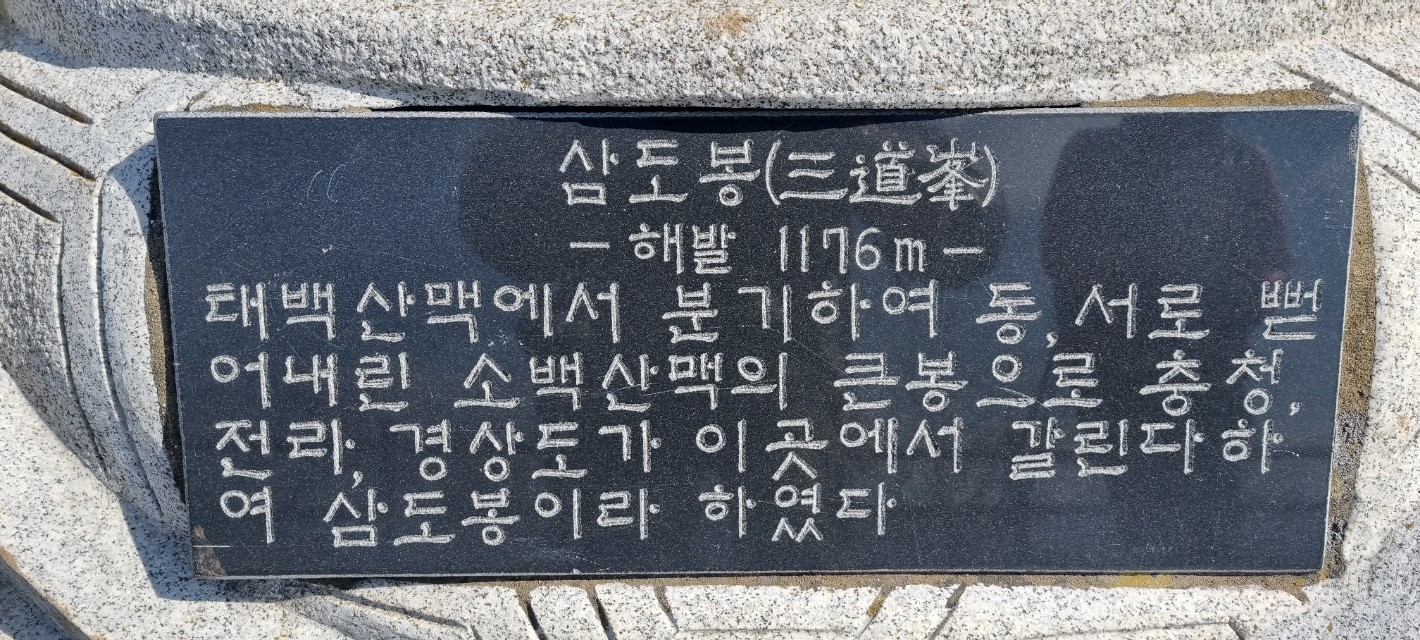 삼도봉(三道峯)
- 해발 1176m -
태백산맥에서 분기하여 동,서로 뻗
어내린 소백산맥의 큰봉으로 충청,
전라, 경상도가 이곳에서 갈린다하
여 삼도봉이라 하였다